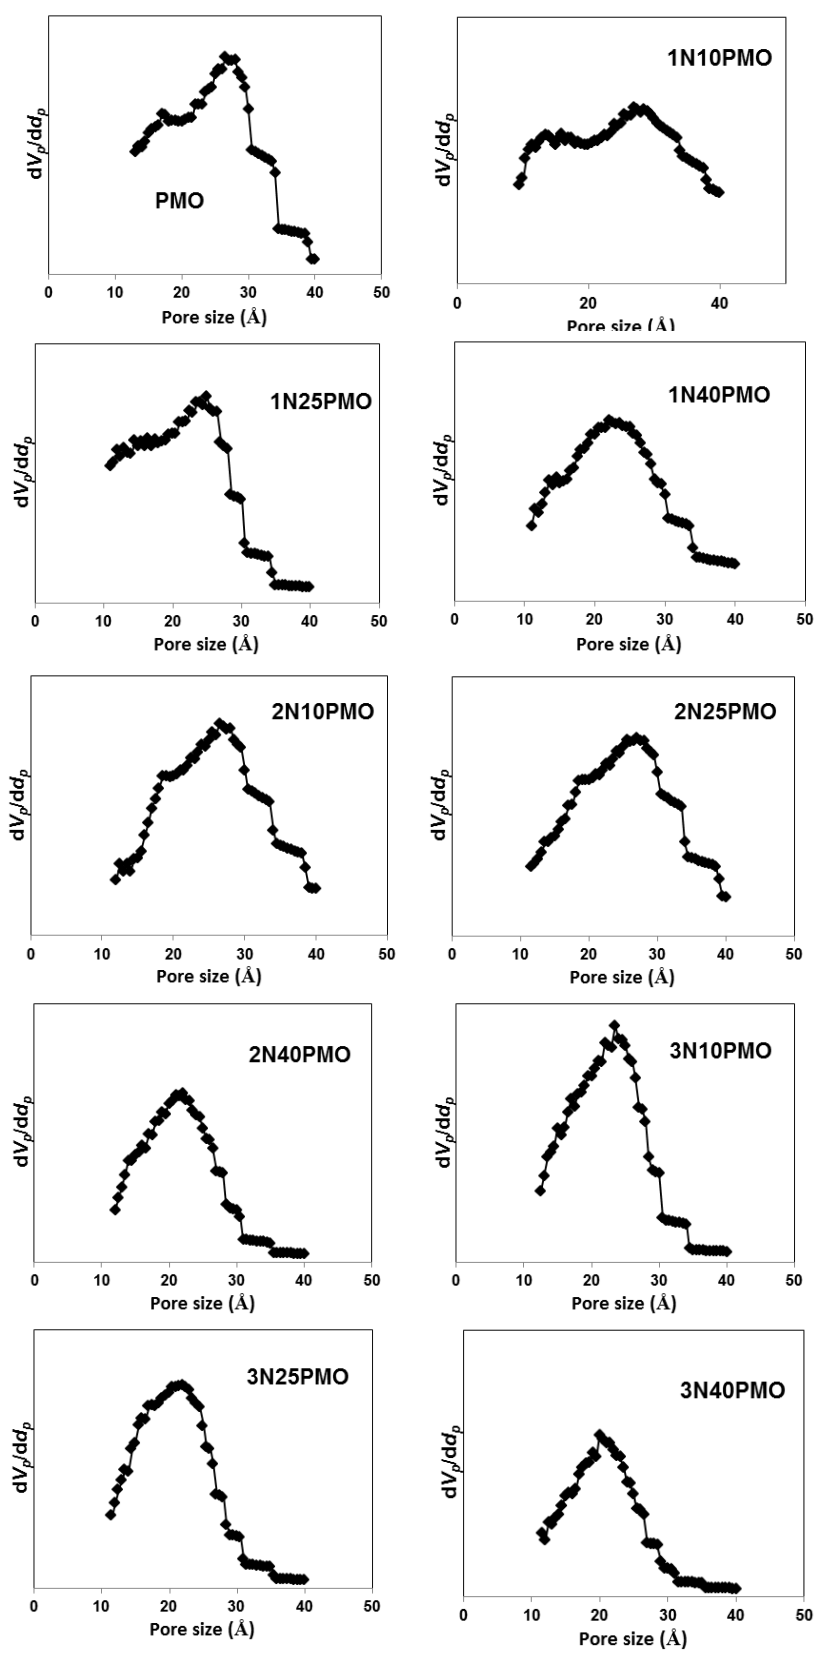 dVp/ddp
PMO
0 10 20 30 40 50
Pore size (Å)
dVp/ddp
1N10PMO
0 20 40
Pore size (Å)
dVp/ddp
1N25PMO
0 10 20 30 40 50
Pore size (Å)
dVp/ddp
1N40PMO
0 10 20 30 40 50
Pore size (Å)
dVp/ddp
2N10PMO
0 10 20 30 40 50
Pore size (Å)
dVp/ddp
2N25PMO
0 10 20 30 40 50
Pore size (Å)
dVp/ddp
2N40PMO
0 10 20 30 40 50
Pore size (Å)
dVp/ddp
3N10PMO
0 10 20 30 40 50
Pore size (Å)
dVp/ddp
3N25PMO
0 10 20 30 40 50
Pore size (Å)
dVp/ddp
3N40PMO
0 10 20 30 40 50
Pore size (Å)